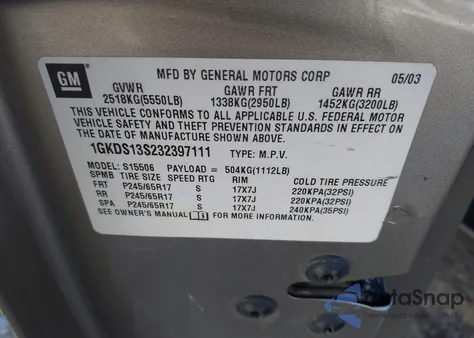 GM
MFD BY GENERAL MOTORS CORP 05/03
GVWR GAWR FRT GAWR RR
2518KG(5550LB) 1338KG(2950LB) 1452KG(3200LB)
THIS VEHICLE CONFORMS TO ALL APPLICABLE U.S. FEDERAL MOTOR
VEHICLE SAFETY AND THEFT PREVENTION STANDARDS IN EFFECT ON
THE DATE OF MANUFACTURE SHOWN ABOVE.
1GKDS13S232397111 TYPE: M.P.V.
MODEL: S15506 PAYLOAD = 504KG(1112LB)
SPMB TIRE SIZE SPEED RTG RIM COLD TIRE PRESSURE
FRT P245/65R17 S 17X7J 220KPA(32PSI)
RR P245/65R17 S 17X7J 220KPA(32PSI)
SPA P245/65R17 S 17X7J 240KPA(35PSI)
SEE OWNER'S MANUAL FOR MORE INFORMATION.